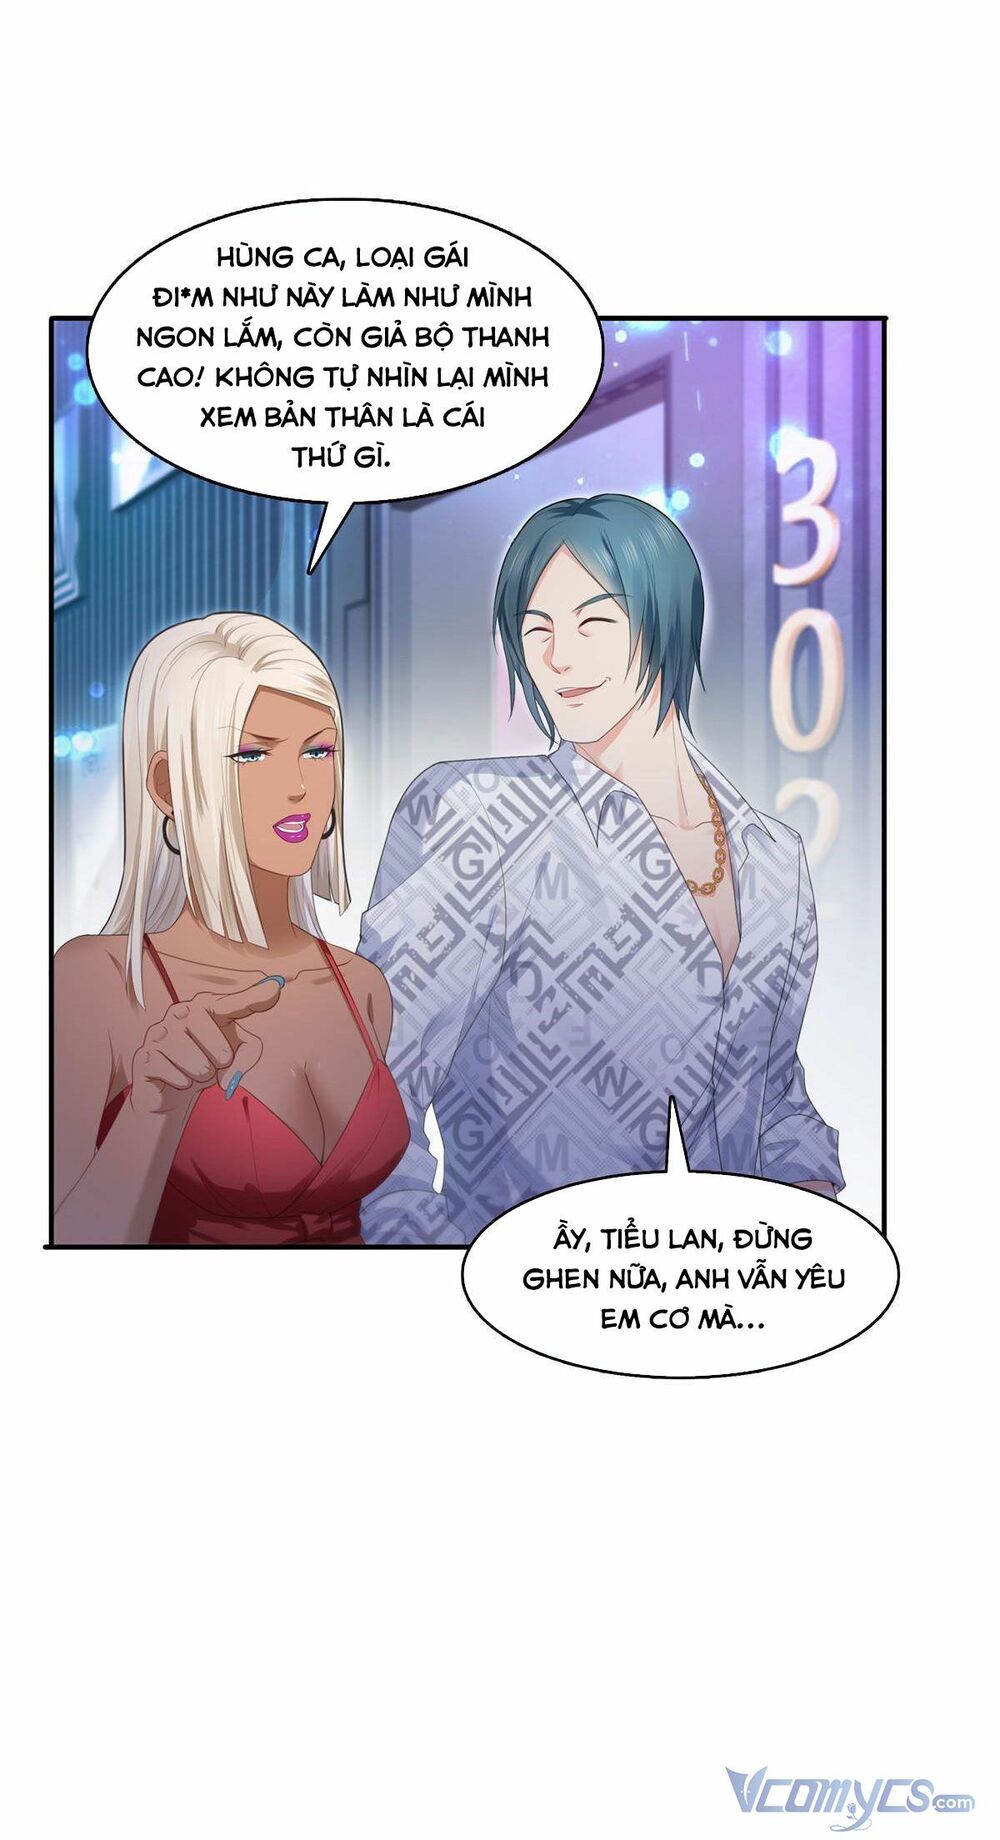 HÙNG CA, LOẠI GÁI
ĐI*M NHƯ NÀY LÀM NHƯ MÌNH
NGON LẮM, CÒN GIẢ BỘ THANH
CAO! KHÔNG TỰ NHÌN LẠI MÌNH
XEM BẢN THÂN LÀ CÁI
THỨ GÌ.
302
ẦY, TIỂU LAN, ĐỪNG
GHEN NỮA, ANH VẪN YÊU
EM CƠ MÀ...
VCOMYCS.com